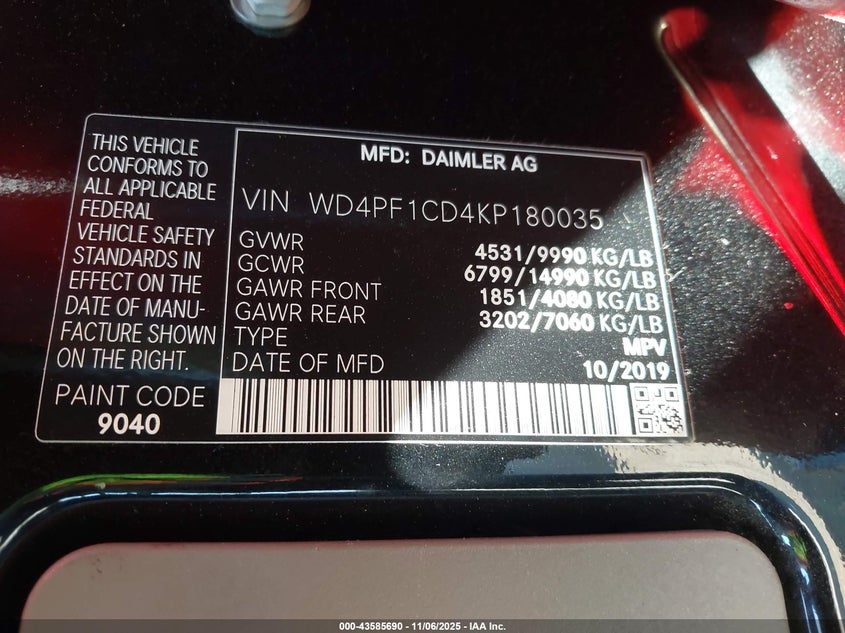 THIS VEHICLE
CONFORMS TO
ALL APPLICABLE
FEDERAL
VEHICLE SAFETY
STANDARDS IN
EFFECT ON THE
DATE OF MANU-
FACTURE SHOWN
ON THE RIGHT.
PAINT CODE
9040
MFD: DAIMLER AG
VIN WD4PF1CD4KP180035
GVWR 4531/9990 KG/LB
GCWR 6799/14990 KG/LB
GAWR FRONT 1851/4080 KG/LB
GAWR REAR 3202/7060 KG/LB
TYPE MPV
DATE OF MFD 10/2019
000-43585690 - 11/06/2025 - IAA Inc.